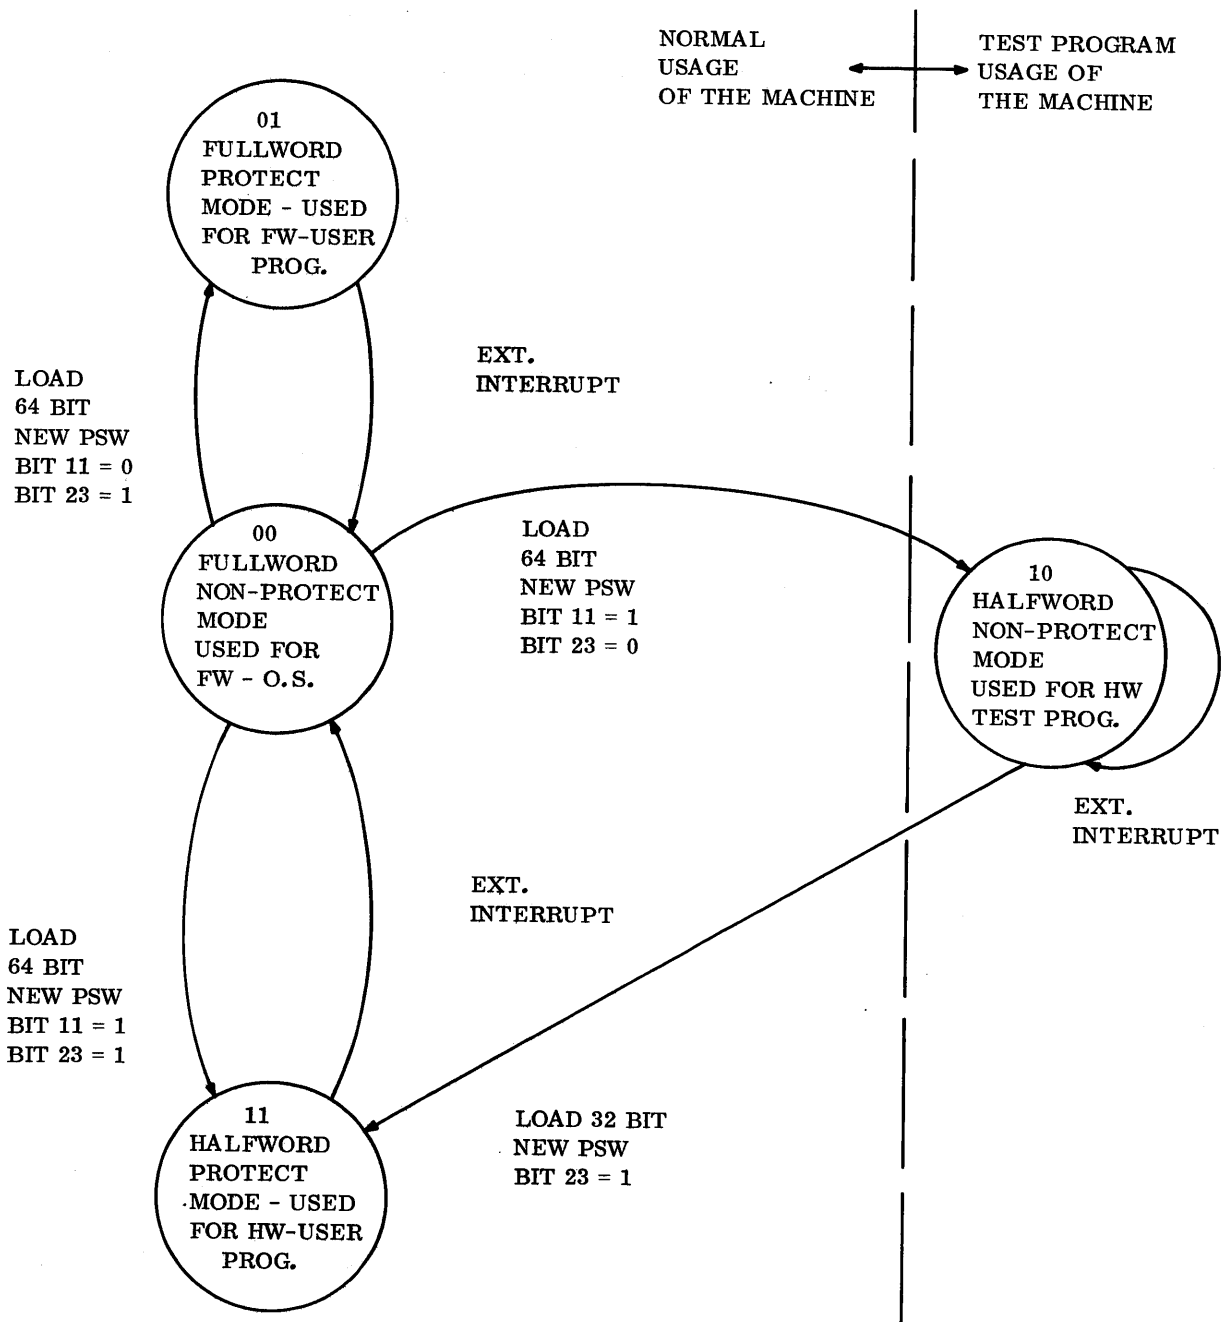 NORMAL
USAGE
OF THE MACHINE
TEST PROGRAM
USAGE OF
THE MACHINE
01
FULLWORD
PROTECT
MODE - USED
FOR FW-USER
PROG.
EXT.
INTERRUPT
LOAD
64 BIT
NEW PSW
BIT 11 = 0
BIT 23 = 1
00
FULLWORD
NON-PROTECT
MODE
USED FOR
FW - O.S.
LOAD
64 BIT
NEW PSW
BIT 11 = 1
BIT 23 = 0
10
HALFWORD
NON-PROTECT
MODE
USED FOR HW
TEST PROG.
EXT.
INTERRUPT
EXT.
INTERRUPT
LOAD
64 BIT
NEW PSW
BIT 11 = 1
BIT 23 = 1
11
HALFWORD
PROTECT
MODE - USED
FOR HW-USER
PROG.
LOAD 32 BIT
NEW PSW
BIT 23 = 1